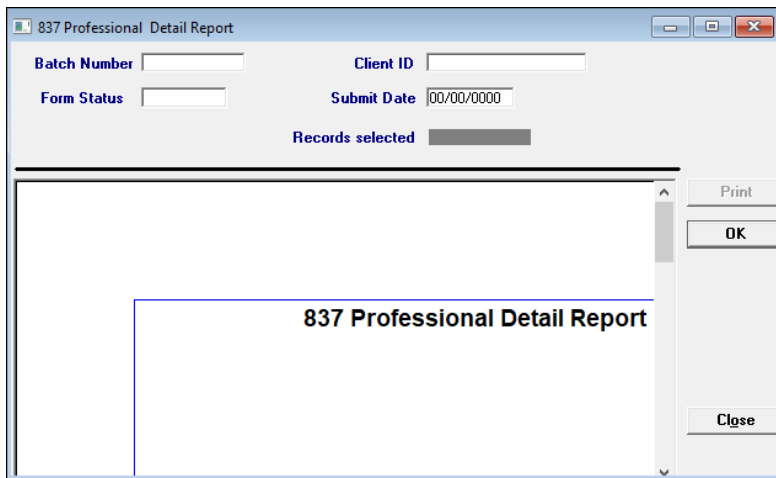 837 Professional Detail Report
Batch Number Client ID
Form Status Submit Date 00/00/0000
Records selected
Print
OK
837 Professional Detail Report
Close